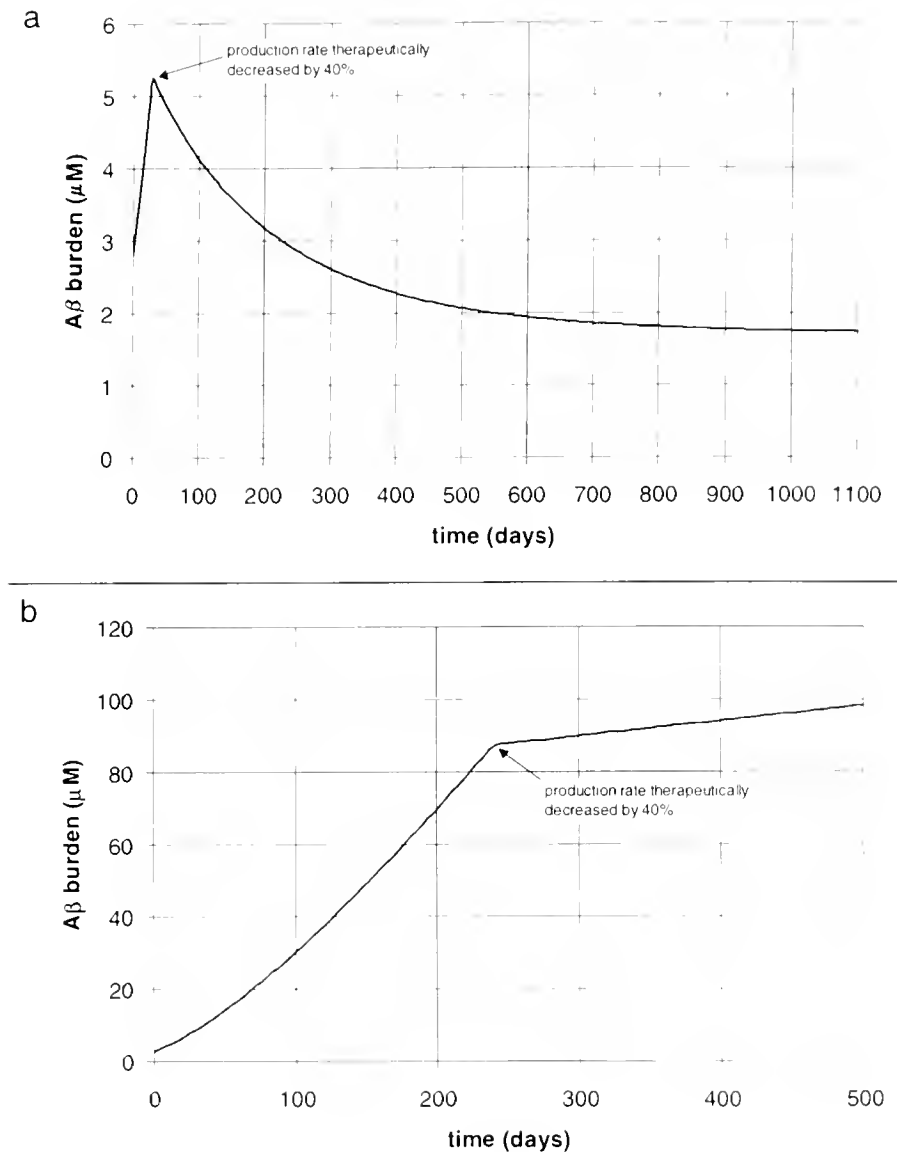 a
6
production rate therapeutically
decreased by 40%
5
4
3
2
1
0
Aβ burden (μM)
0 100 200 300 400 500 600 700 800 900 1000 1100
time (days)
b
120
100
80
60
40
20
0
Aβ burden (μM)
production rate therapeutically
decreased by 40%
0 100 200 300 400 500
time (days)